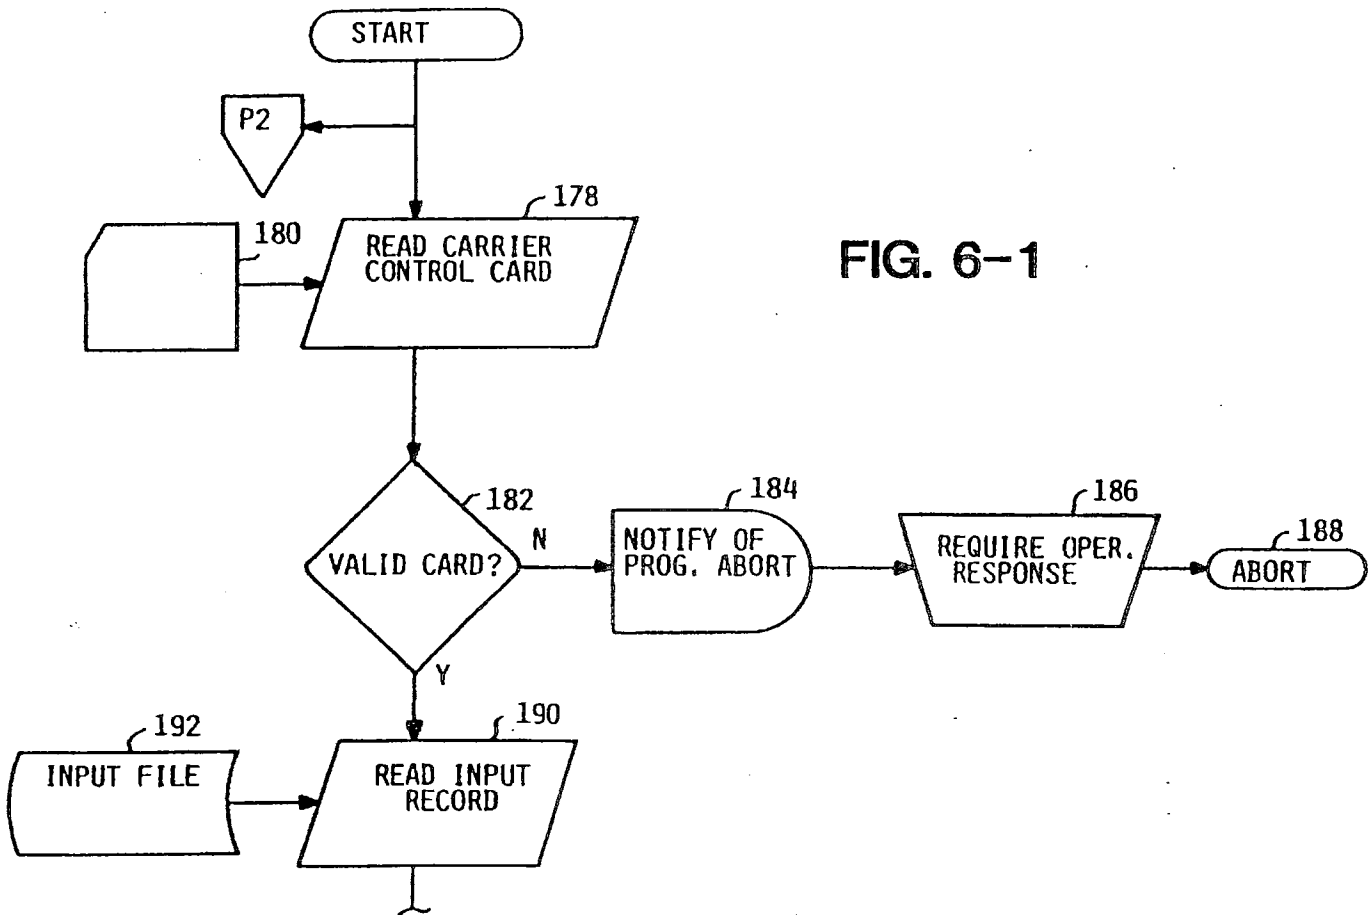 START
P2
178
180
READ CARRIER
CONTROL CARD
FIG. 6-1
182
VALID CARD?
N
184
NOTIFY OF
PROG. ABORT
186
REQUIRE OPER.
RESPONSE
188
ABORT
Y
192
INPUT FILE
190
READ INPUT
RECORD